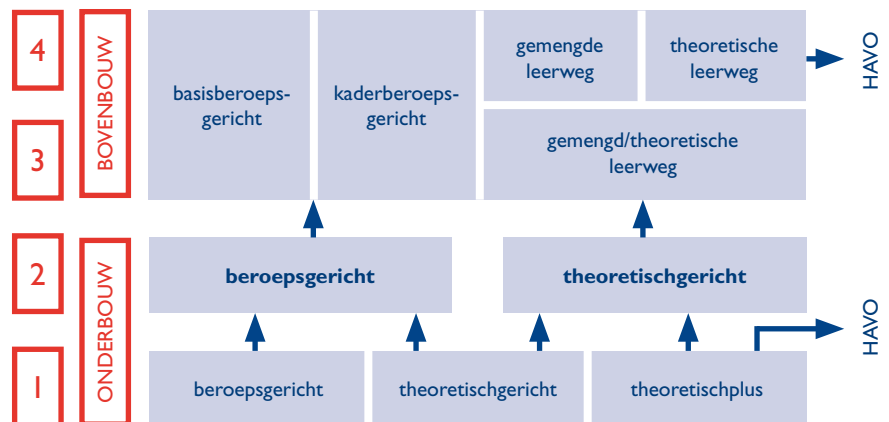 4
BOVENBOUW
basisberoeps-
gericht
kaderberoeps-
gericht
gemengde
leerweg
theoretische
leerweg
HAVO
3
gemengd/theoretische
leerweg
2
ONDERBOUW
beroepsgericht
theoretischgericht
HAVO
1
beroepsgericht
theoretischgericht
theoretischplus